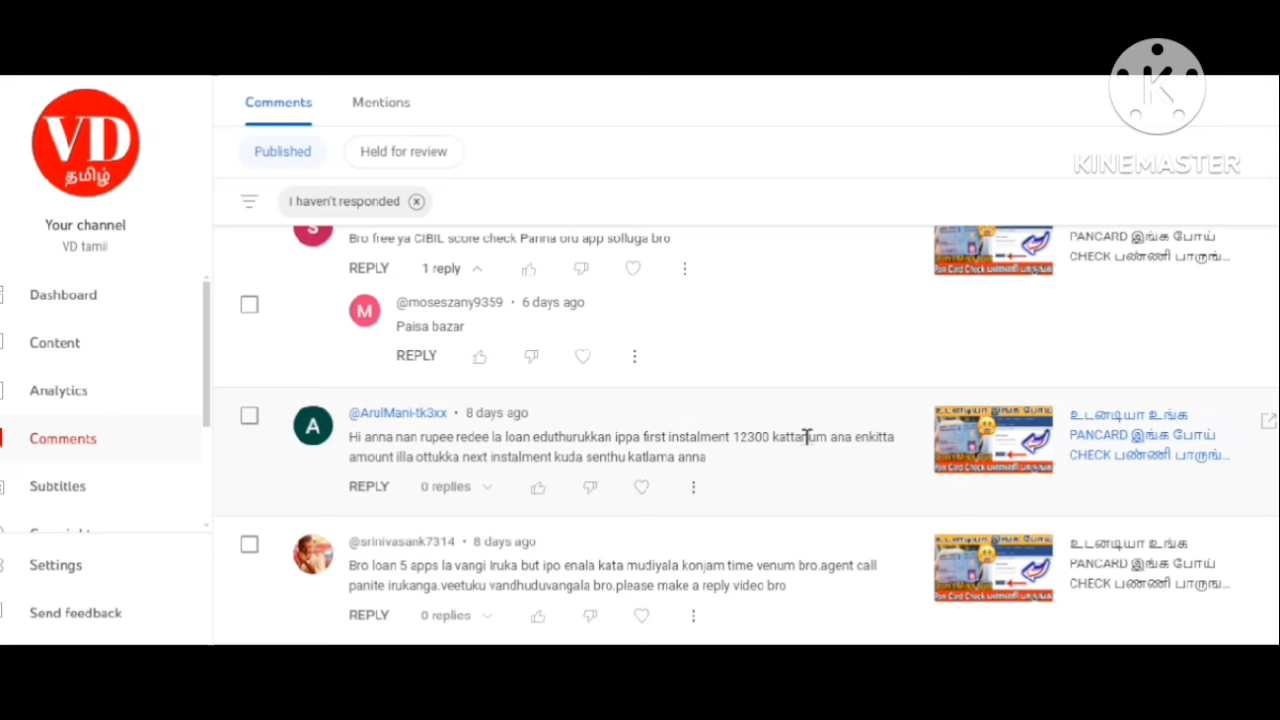 KINEMASTER
VD
தமிழ்
Your channel
VD tamil
Dashboard
Content
Analytics
Comments
Subtitles
Settings
Send feedback
Comments
Mentions
Published
Held for review
I haven't responded
Bro free ya CIBIL score check Panna oru app solluga bro
REPLY
1 reply
PANCARD இங்க போய்
CHECK பண்ணி பாருங்...
@moseszany9359 • 6 days ago
Paisa bazar
REPLY
@ArulMani-tk3xx • 8 days ago
Hi anna nan rupee redee la loan eduthurukkan ippa first instalment 12300 kattanum ana enkitta
amount illa ottukka next instalment kuda senthu katlama anna
REPLY
0 replies
உடனடியா உங்க
PANCARD இங்க போய்
CHECK பண்ணி பாருங்...
@srinivasank7314 • 8 days ago
Bro loan 5 apps la vangi Iruka but ipo enala kata mudiyala konjam time venum bro.agent call
panite irukanga.veetuku vandhuduvangala bro.please make a reply video bro
REPLY
0 replies
உடனடியா உங்க
PANCARD இங்க போய்
CHECK பண்ணி பாருங்...